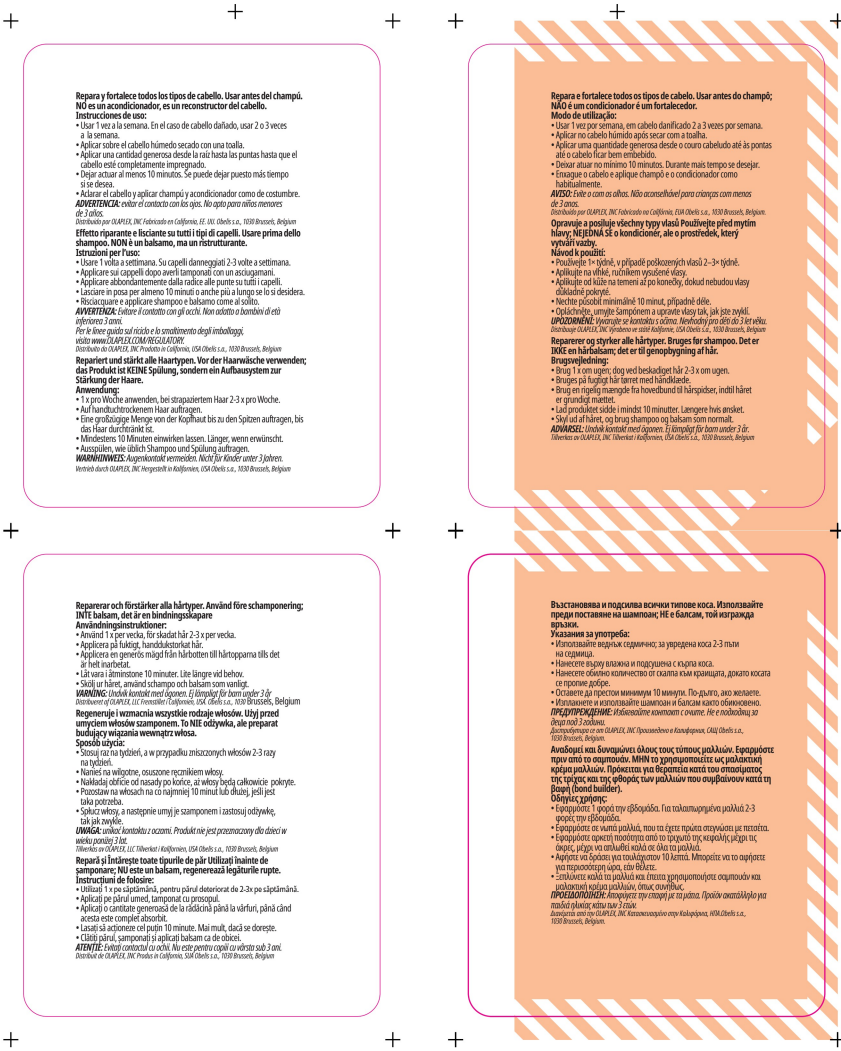 Repara y fortalece todos los tipos de cabello. Usar antes del champú.
NO es un acondicionador, es un reconstructor del cabello.
Instrucciones de uso:
• Usar 1 vez a la semana. En el caso de cabello dañado, usar 2 o 3 veces
a la semana.
• Aplicar sobre el cabello húmedo secado con una toalla.
• Aplicar una cantidad generosa desde la raíz hasta las puntas hasta que el
cabello esté completamente impregnado.
• Dejar actuar al menos 10 minutos. Se puede dejar puesto más tiempo
si se desea.
• Aclarar el cabello y aplicar champú y acondicionador como de costumbre.
ADVERTENCIA: evitar el contacto con los ojos. No apto para niños menores
de 3 años.
Distribuido por OLAPLEX, INC Fabricado en California, EE. UU. Obelis s.a., 1030 Brussels, Belgium
Effetto riparante e lisciante su tutti i tipi di capelli. Usare prima dello
shampoo. NON è un balsamo, ma un ristrutturante.
Istruzioni per l'uso:
• Usare 1 volta a settimana. Su capelli danneggiati 2-3 volte a settimana.
• Applicare sui cappelli dopo averli tamponati con un asciugamani.
• Applicare abbondantemente dalla radice alle punte su tutti i capelli.
• Lasciare in posa per almeno 10 minuti o anche più a lungo se lo si desidera.
• Risciacquare e applicare shampoo e balsamo come al solito.
AVVERTENZA: Evitare il contatto con gli occhi. Non adatto a bambini di età
inferiorea 3 anni.
Per le linee guida sul riciclo e lo smaltimento degli imballaggi,
visita www.OLAPLEX.COM/REGULATORY.
Distribuito da OLAPLEX, INC Prodotto in California, USA Obelis s.a., 1030 Brussels, Belgium
Repariert und stärkt alle Haartypen. Vor der Haarwäsche verwenden;
das Produkt ist KEINE Spülung, sondern ein Aufbausystem zur
Stärkung der Haare.
Anwendung:
• 1 x pro Woche anwenden, bei strapaziertem Haar 2-3 x pro Woche.
• Auf handtuchtrockenem Haar auftragen.
• Eine großzügige Menge von der Kopfhaut bis zu den Spitzen auftragen, bis
das Haar durchtränkt ist.
• Mindestens 10 Minuten einwirken lassen. Länger, wenn erwünscht.
• Ausspülen, wie üblich Shampoo und Spülung auftragen.
WARNHINWEIS: Augenkontakt vermeiden. Nicht für Kinder unter 3 Jahren.
Vertrieb durch OLAPLEX, INC Hergestellt in Kalifornien, USA Obelis s.a., 1030 Brussels, Belgium
Repara e fortalece todos os tipos de cabelo. Usar antes do champô;
NÃO é um condicionador é um fortalecedor.
Modo de utilização:
• Usar 1 vez por semana, em cabelo danificado 2 a 3 vezes por semana.
• Aplicar no cabelo húmido após secar com a toalha.
• Aplicar uma quantidade generosa desde o couro cabeludo até às pontas
até o cabelo ficar bem embebido.
• Deixar atuar no mínimo 10 minutos. Durante mais tempo se desejar.
• Enxague o cabelo e aplique champô e o condicionador como
habitualmente.
AVISO: Evite o com os olhos. Não aconselhável para crianças com menos
de 3 anos.
Distribuído por OLAPLEX, INC Fabricado na Califórnia, EUA Obelis s.a., 1030 Brussels, Belgium.
Opravuje a posiluje všechny typy vlasů Používejte před mytím
hlavy; NEJEDNÁ SE o kondicionér, ale o prostředek, který
vytváří vazby.
Návod k použití:
• Používejte 1× týdně, v případě poškozených vlasů 2–3× týdně.
• Aplikujte na vlhké, ručníkem vysušené vlasy.
• Aplikujte od kůže na temeni až po konečky, dokud nebudou vlasy
důkladně pokryté.
• Nechte působit minimálně 10 minut, případně déle.
• Opláchněte, umyjte šampónem a upravte vlasy tak, jak jste zvyklí.
UPOZORNĚNÍ: Vyvarujte se kontaktu s očima. Nevhodný pro děti do 3 let věku.
Distribuuje OLAPLEX, INC Vyrobeno ve státě Kalifornie, USA Obelis s.a., 1030 Brussels, Belgium
Reparerer og styrker alle hårtyper. Bruges før shampoo. Det er
IKKE en hårbalsam; det er til genopbygning af hår.
Brugsvejledning:
• Brug 1 x om ugen; dog ved beskadiget hår 2-3 x om ugen.
• Bruges på fugtigt hår tørret med håndklæde.
• Brug en rigelig mængde fra hovedbund til hårspidser, indtil håret
er grundigt mættet.
• Lad produktet sidde i mindst 10 minutter. Længere hvis ønsket.
• Skyl ud af håret, og brug shampoo og balsam som normalt.
ADVARSEL: Undvik kontakt med ögonen. Ej lämpligt för barn under 3 år.
Tillverkas av OLAPLEX, INC Tillverkat i Kalifornien, USA Obelis s.a., 1030 Brussels, Belgium
Reparerar och förstärker alla hårtyper. Använd före schamponering;
INTE balsam, det är en bindningsskapare
Användningsinstruktioner:
• Använd 1 x per vecka, för skadat hår 2-3 x per vecka.
• Applicera på fuktigt, handdukstorkat hår.
• Applicera en generös mägd från hårbotten till hårtopparna tills det
är helt inarbetat.
• Låt vara i åtminstone 10 minuter. Lite längre vid behov.
• Skölj ur håret, använd schampo och balsam som vanligt.
VARNING: Undvik kontakt med ögonen. Ej lämpligt för barn under 3 år
Distribueret af OLAPLEX, LLC Fremstillet i Californien, USA. Obelis s.a., 1030 Brussels, Belgium
Regeneruje i wzmacnia wszystkie rodzaje włosów. Użyj przed
umyciem włosów szamponem. To NIE odżywka, ale preparat
budujący wiązania wewnątrz włosa.
Sposób użycia:
• Stosuj raz na tydzień, a w przypadku zniszczonych włosów 2-3 razy
na tydzień.
• Nanieś na wilgotne, osuszone ręcznikiem włosy.
• Nakładaj obficie od nasady po końce, aż włosy będą całkowicie pokryte.
• Pozostaw na włosach na co najmniej 10 minut lub dłużej, jeśli jest
taka potrzeba.
• Spłucz włosy, a następnie umyj je szamponem i zastosuj odżywkę,
tak jak zwykle.
UWAGA: unikać kontaktu z oczami. Produkt nie jest przeznaczony dla dzieci w
wieku poniżej 3 lat.
Tillverkas av OLAPLEX, LLC Tillverkat i Kalifornien, USA Obelis s.a., 1030 Brussels, Belgium
Repară și Întărește toate tipurile de păr Utilizați înainte de
șamponare; NU este un balsam, regenerează legăturile rupte.
Instrucțiuni de folosire:
• Utilizați 1 x pe săptămână, pentru părul deteriorat de 2-3x pe săptămână.
• Aplicați pe părul umed, tamponat cu prosopul.
• Aplicați o cantitate generoasă de la rădăcină până la vârfuri, până când
acesta este complet absorbit.
• Lasați să acționeze cel puțin 10 minute. Mai mult, dacă se dorește.
• Clătiți părul, șamponați și aplicați balsam ca de obicei.
ATENȚIE: Evitați contactul cu ochii. Nu este pentru copiii cu vârsta sub 3 ani.
Distribuit de OLAPLEX, INC Produs in California, SUA Obelis s.a., 1030 Brussels, Belgium
Възстановява и подсилва всички типове коса. Използвайте
преди поставяне на шампоан; НЕ е балсам, той изгражда
връзки.
Указания за употреба:
• Използвайте веднъж седмично; за увредена коса 2-3 пъти
на седмица.
• Нанесете върху влажна и подсушена с кърпа коса.
• Нанесете обилно количество от скалпа към краищата, докато косата
се пропие добре.
• Оставете да престои минимум 10 минути. По-дълго, ако желаете.
• Изплакнете и използвайте шампоан и балсам както обикновено.
ПРЕДУПРЕЖДЕНИЕ: Избягвайте контакт с очите. Не е подходящ за
деца под 3 години.
Дистрибутира се от OLAPLEX, INC Произведено в Калифорния, САЩ Obelis s.a.,
1030 Brussels, Belgium.
Αναδομεί και δυναμώνει όλους τους τύπους μαλλιών. Εφαρμόστε
πριν από το σαμπουάν. ΜΗΝ το χρησιμοποιείτε ως μαλακτική
κρέμα μαλλιών. Πρόκειται για θεραπεία κατά του σπασίματος
της τρίχας και της φθοράς των μαλλιών που συμβαίνουν κατά τη
βαφή (bond builder).
Οδηγίες χρήσης:
• Εφαρμόστε 1 φορά την εβδομάδα. Για ταλαιπωρημένα μαλλιά 2-3
φορές την εβδομάδα.
• Εφαρμόστε σε νωπά μαλλιά, που τα έχετε πρώτα στεγνώσει με πετσέτα.
• Εφαρμόστε αρκετή ποσότητα από το τριχωτό της κεφαλής μέχρι τις
άκρες, μέχρι να απλωθεί καλά σε όλα τα μαλλιά.
• Αφήστε να δράσει για τουλάχιστον 10 λεπτά. Μπορείτε να το αφήσετε
για περισσότερη ώρα, εάν θέλετε.
• Ξεπλύνετε καλά τα μαλλιά και έπειτα χρησιμοποιήστε σαμπουάν και
μαλακτική κρέμα μαλλιών, όπως συνήθως.
ΠΡΟΕΙΔΟΠΟΙΗΣΗ: Αποφύγετε την επαφή με τα μάτια. Προϊόν ακατάλληλο για
παιδιά ηλικίας κάτω των 3 ετών.
Διανέμεται από την OLAPLEX, INC Κατασκευασμένο στην Καλιφόρνια, ΗΠΑ.Obelis s.a.,
1030 Brussels, Belgium.